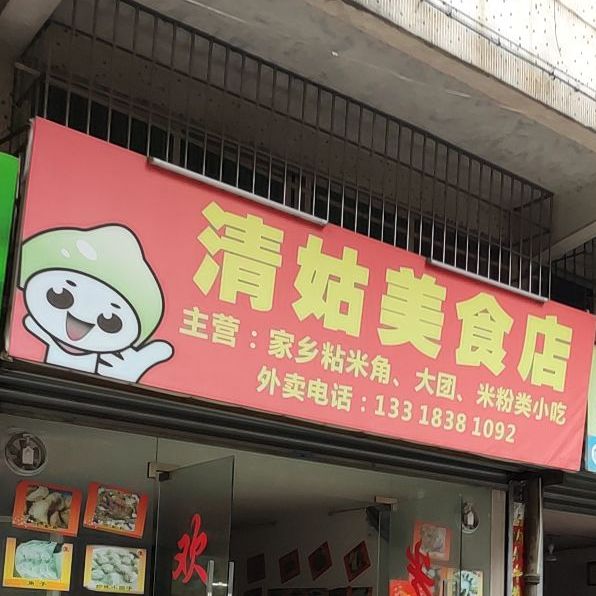 清姑美食店
主营：家乡粘米角、大团、米粉类小吃
外卖电话：133 1838 1092
欢